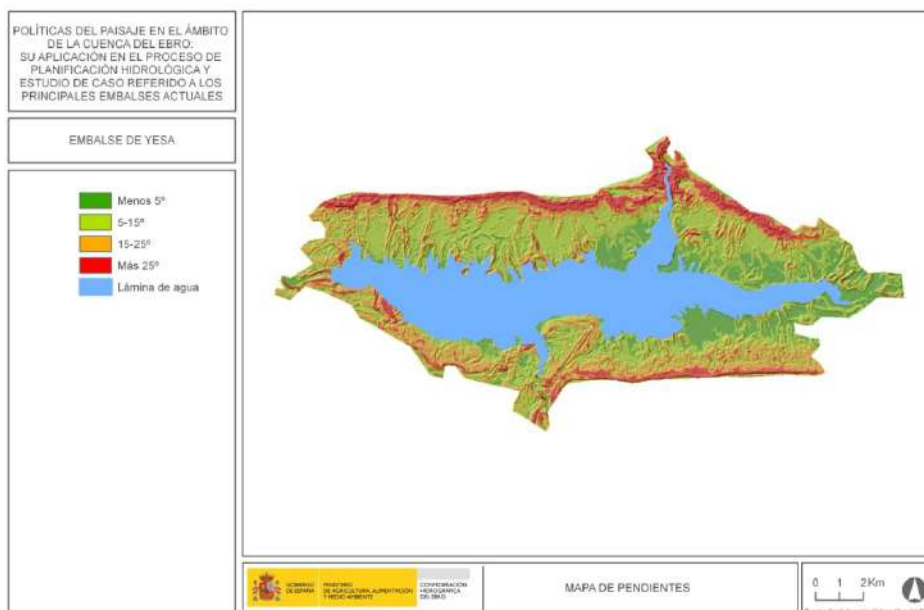 POLÍTICAS DEL PAISAJE EN EL ÁMBITO
DE LA CUENCA DEL EBRO:
SU APLICACIÓN EN EL PROCESO DE
PLANIFICACIÓN HIDROLÓGICA Y
ESTUDIO DE CASO REFERIDO A LOS
PRINCIPALES EMBALSES ACTUALES
EMBALSE DE YESA
Menos 5º
5-15º
15-25º
Más 25º
Lámina de agua
GOBIERNO
DE ESPAÑA
MINISTERIO
DE AGRICULTURA, ALIMENTACIÓN
Y MEDIO AMBIENTE
CONFEDERACIÓN
HIDROGRÁFICA
DEL EBRO
MAPA DE PENDIENTES
0 1 2Km